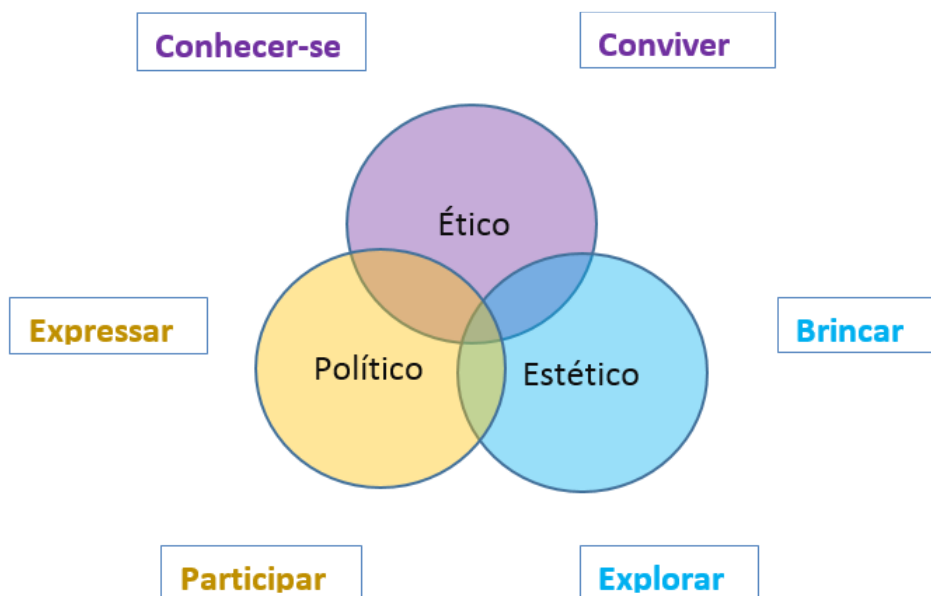 Conhecer-se
Conviver
Ético
Expressar
Brincar
Político
Estético
Participar
Explorar